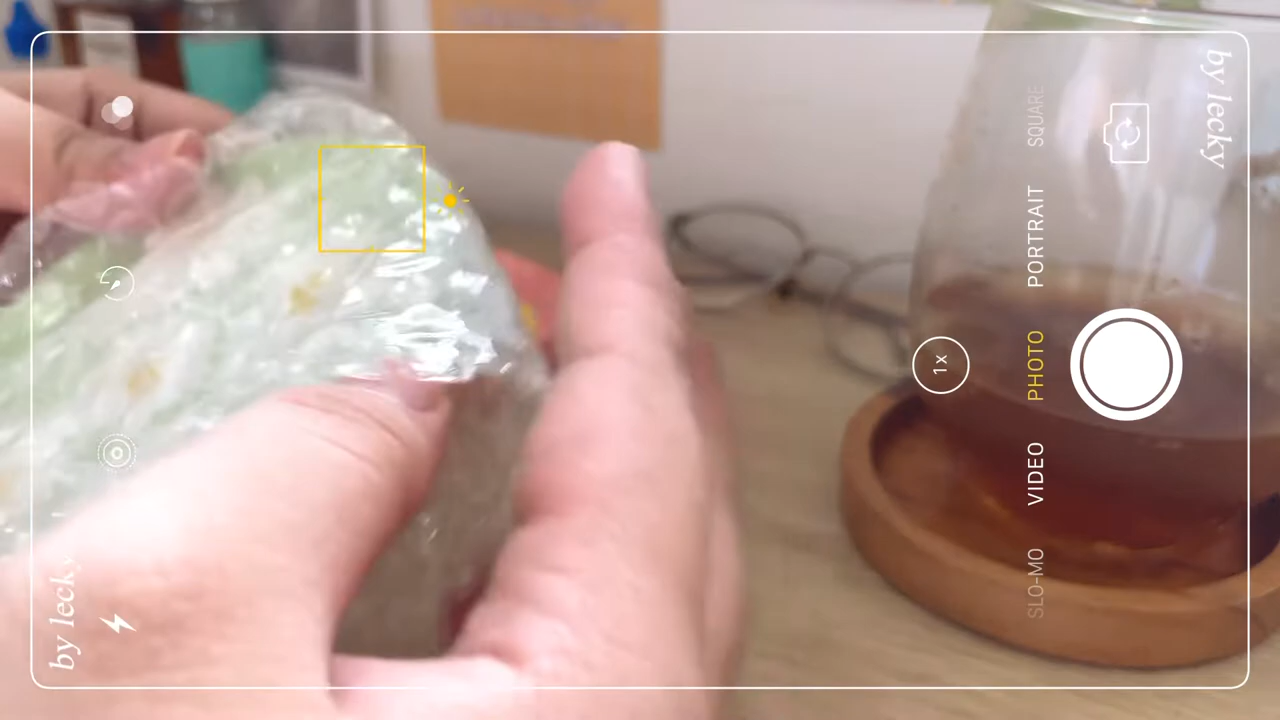 by lecky
SQUARE
PORTRAIT
PHOTO
VIDEO
SLO-MO
1x
by lecky